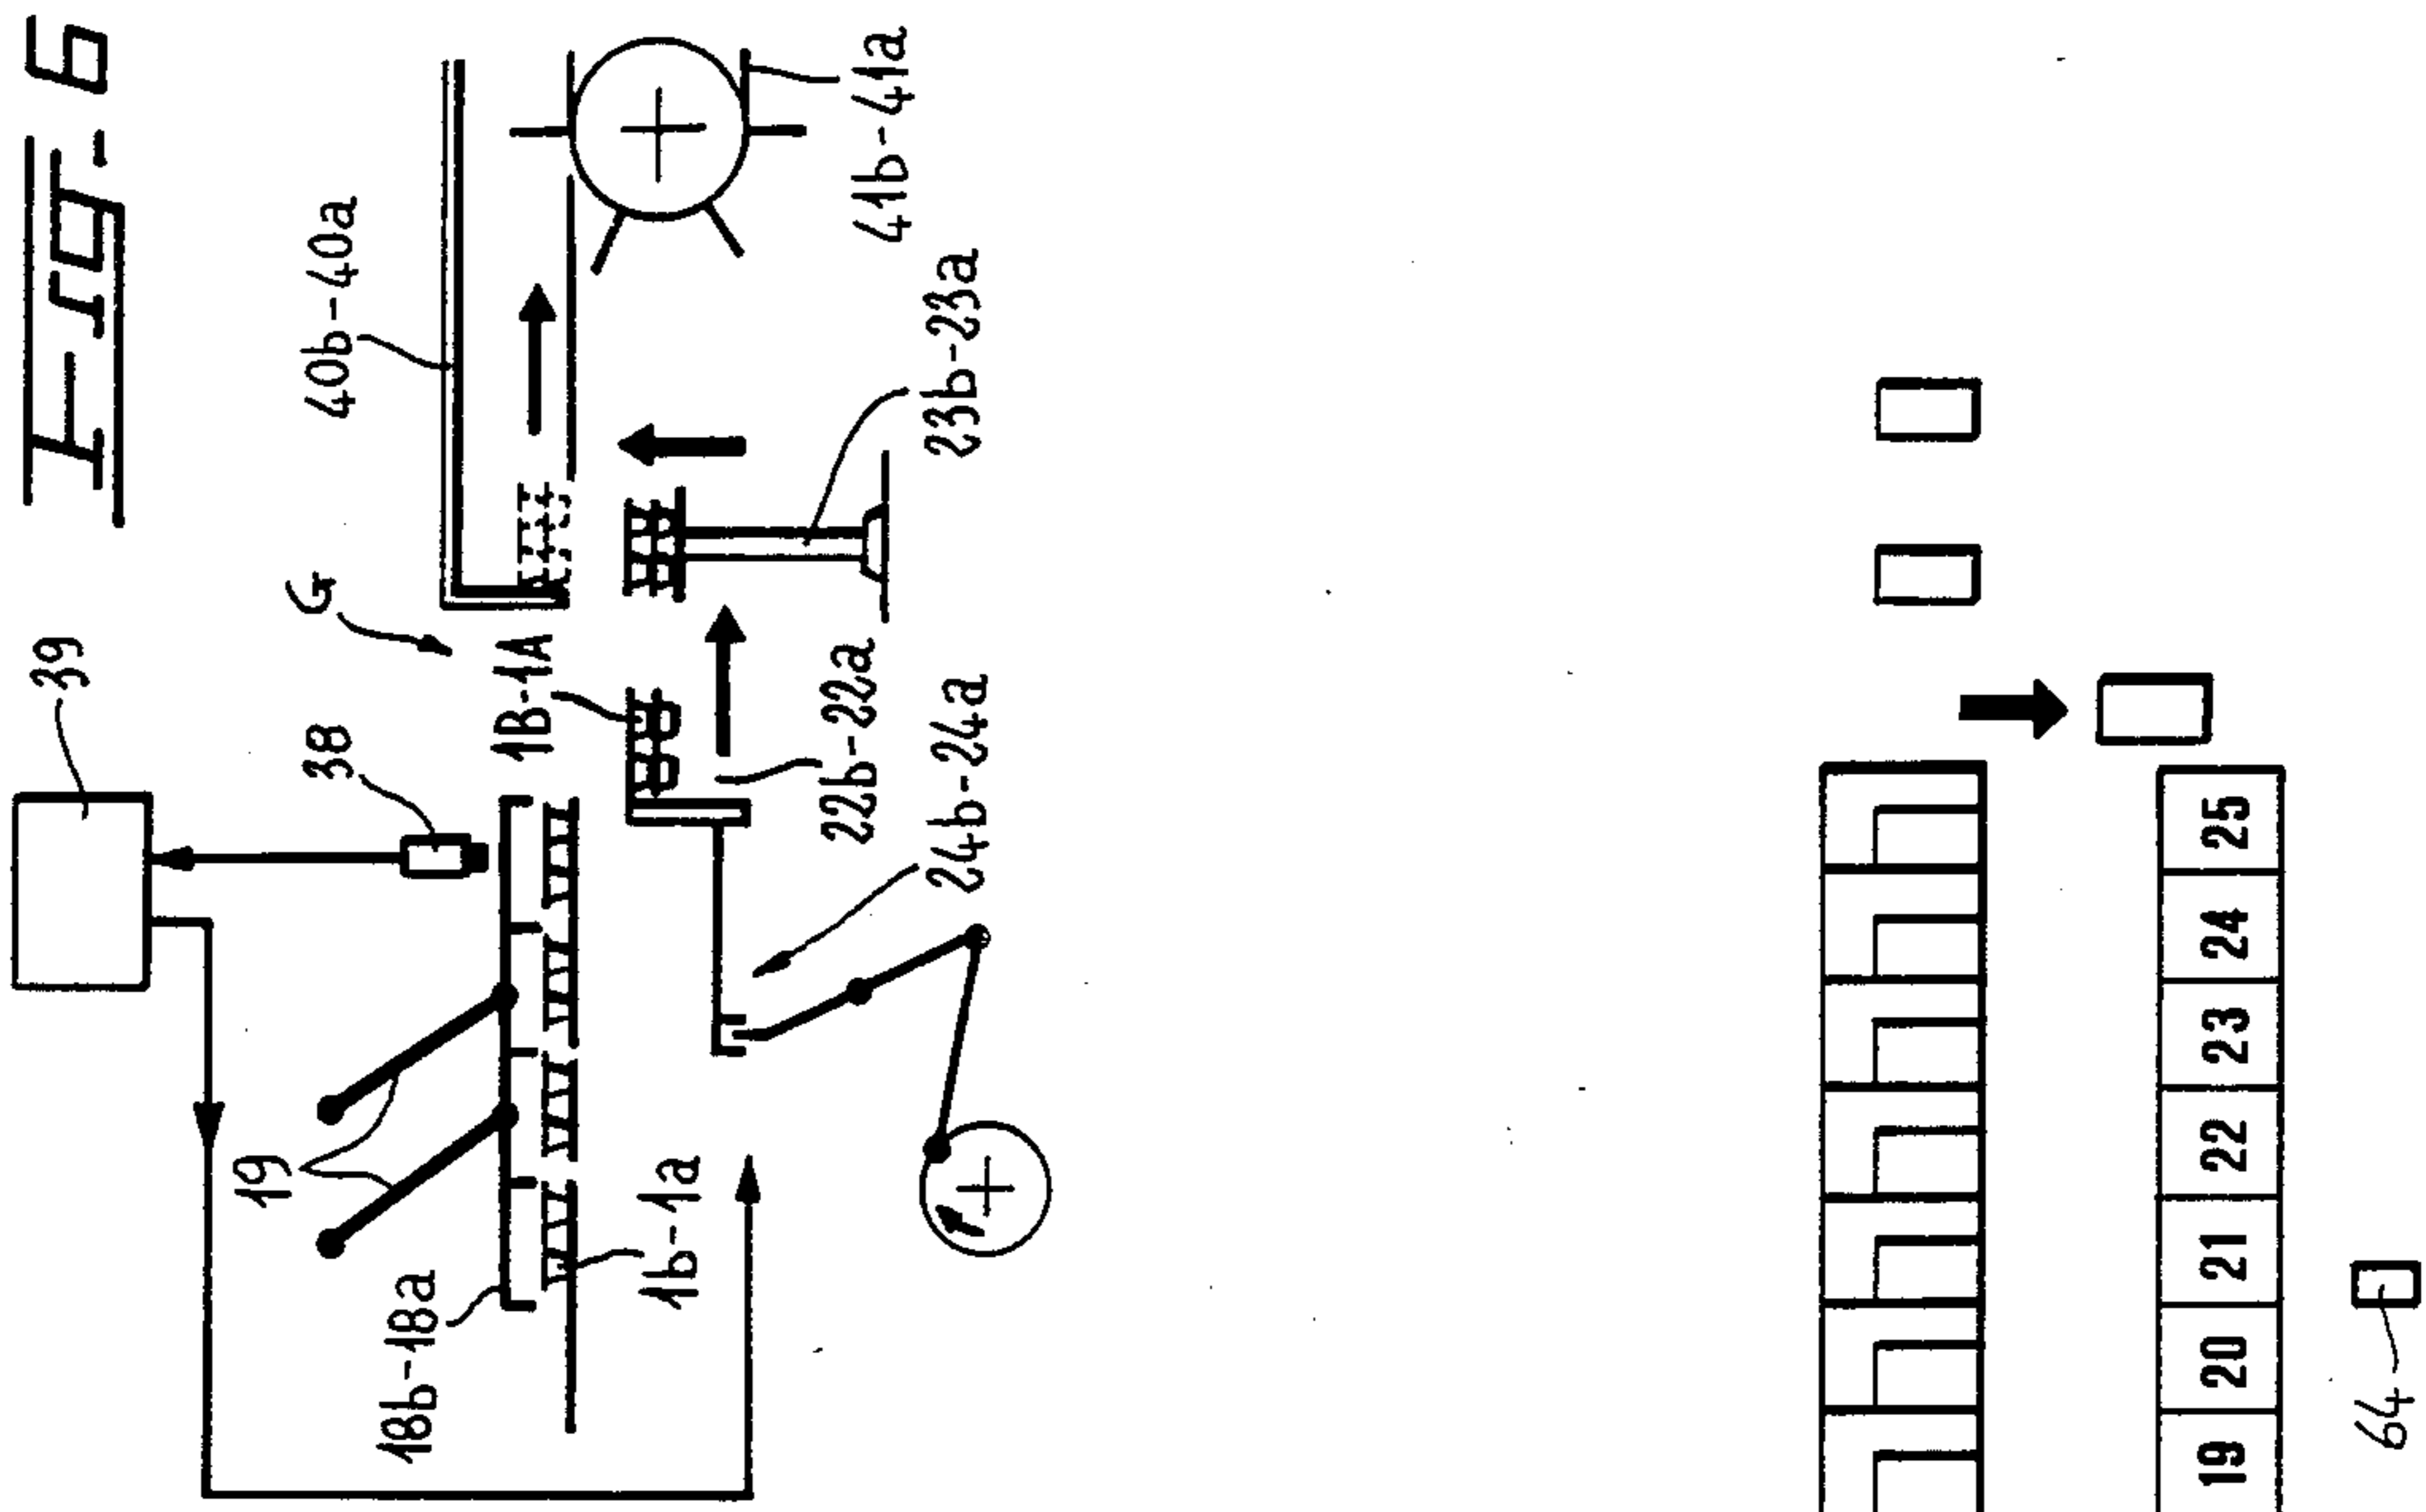 FIG. 6
39
38
G
40b-40a
19
18b-18a
1B-1A
1b-1a
22b-22a
24b-24a
23b-23a
41b-41a
19 20 21 22 23 24 25
64